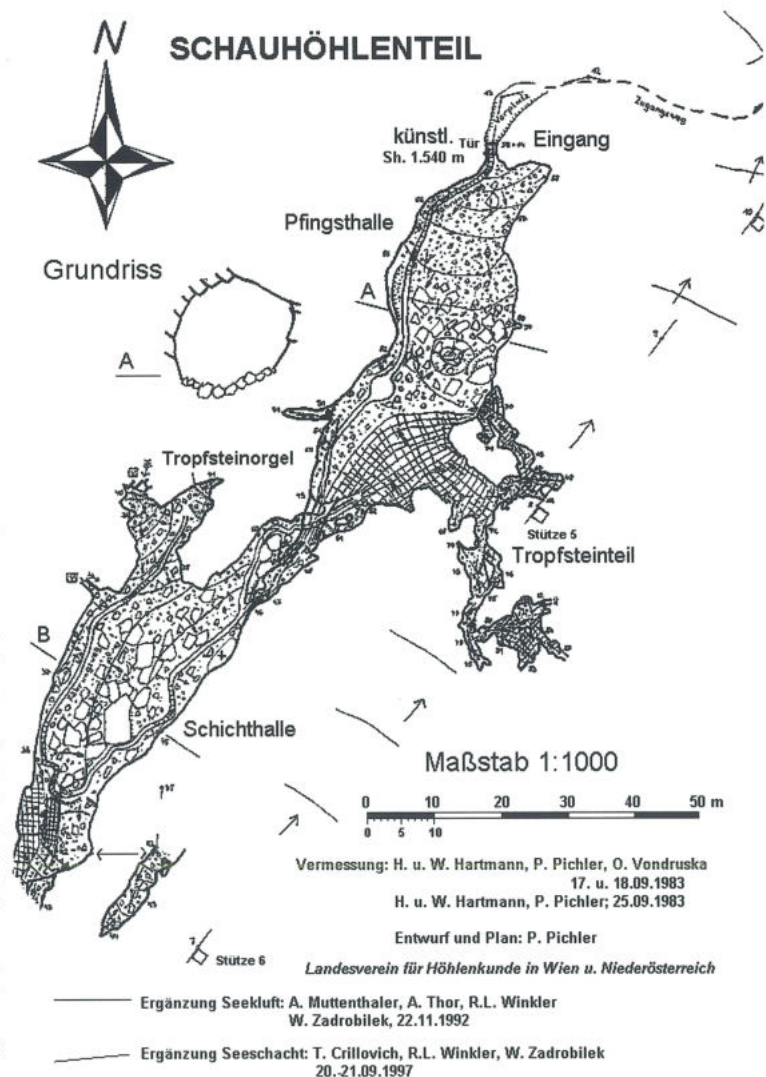 N
SCHAUHÖHLENTEIL
Zugangsweg
Vorplatz
künstl. Tür Eingang
Sh. 1.540 m
Pfingsthalle
Grundriss
A
A
Tropfsteinorgel
Stütze 5
Tropfsteinteil
B
Schichthalle
Maßstab 1:1000
0 10 20 30 40 50 m
0 5 10
Vermessung: H. u. W. Hartmann, P. Pichler, O. Vondruska
17. u. 18.09.1983
H. u. W. Hartmann, P. Pichler; 25.09.1983
Entwurf und Plan: P. Pichler
Stütze 6
Landesverein für Höhlenkunde in Wien u. Niederösterreich
Ergänzung Seekluft: A. Muttenthaler, A. Thor, R.L. Winkler
W. Zadrobilek, 22.11.1992
Ergänzung Seeschacht: T. Crillovich, R.L. Winkler, W. Zadrobilek
20.-21.09.1997